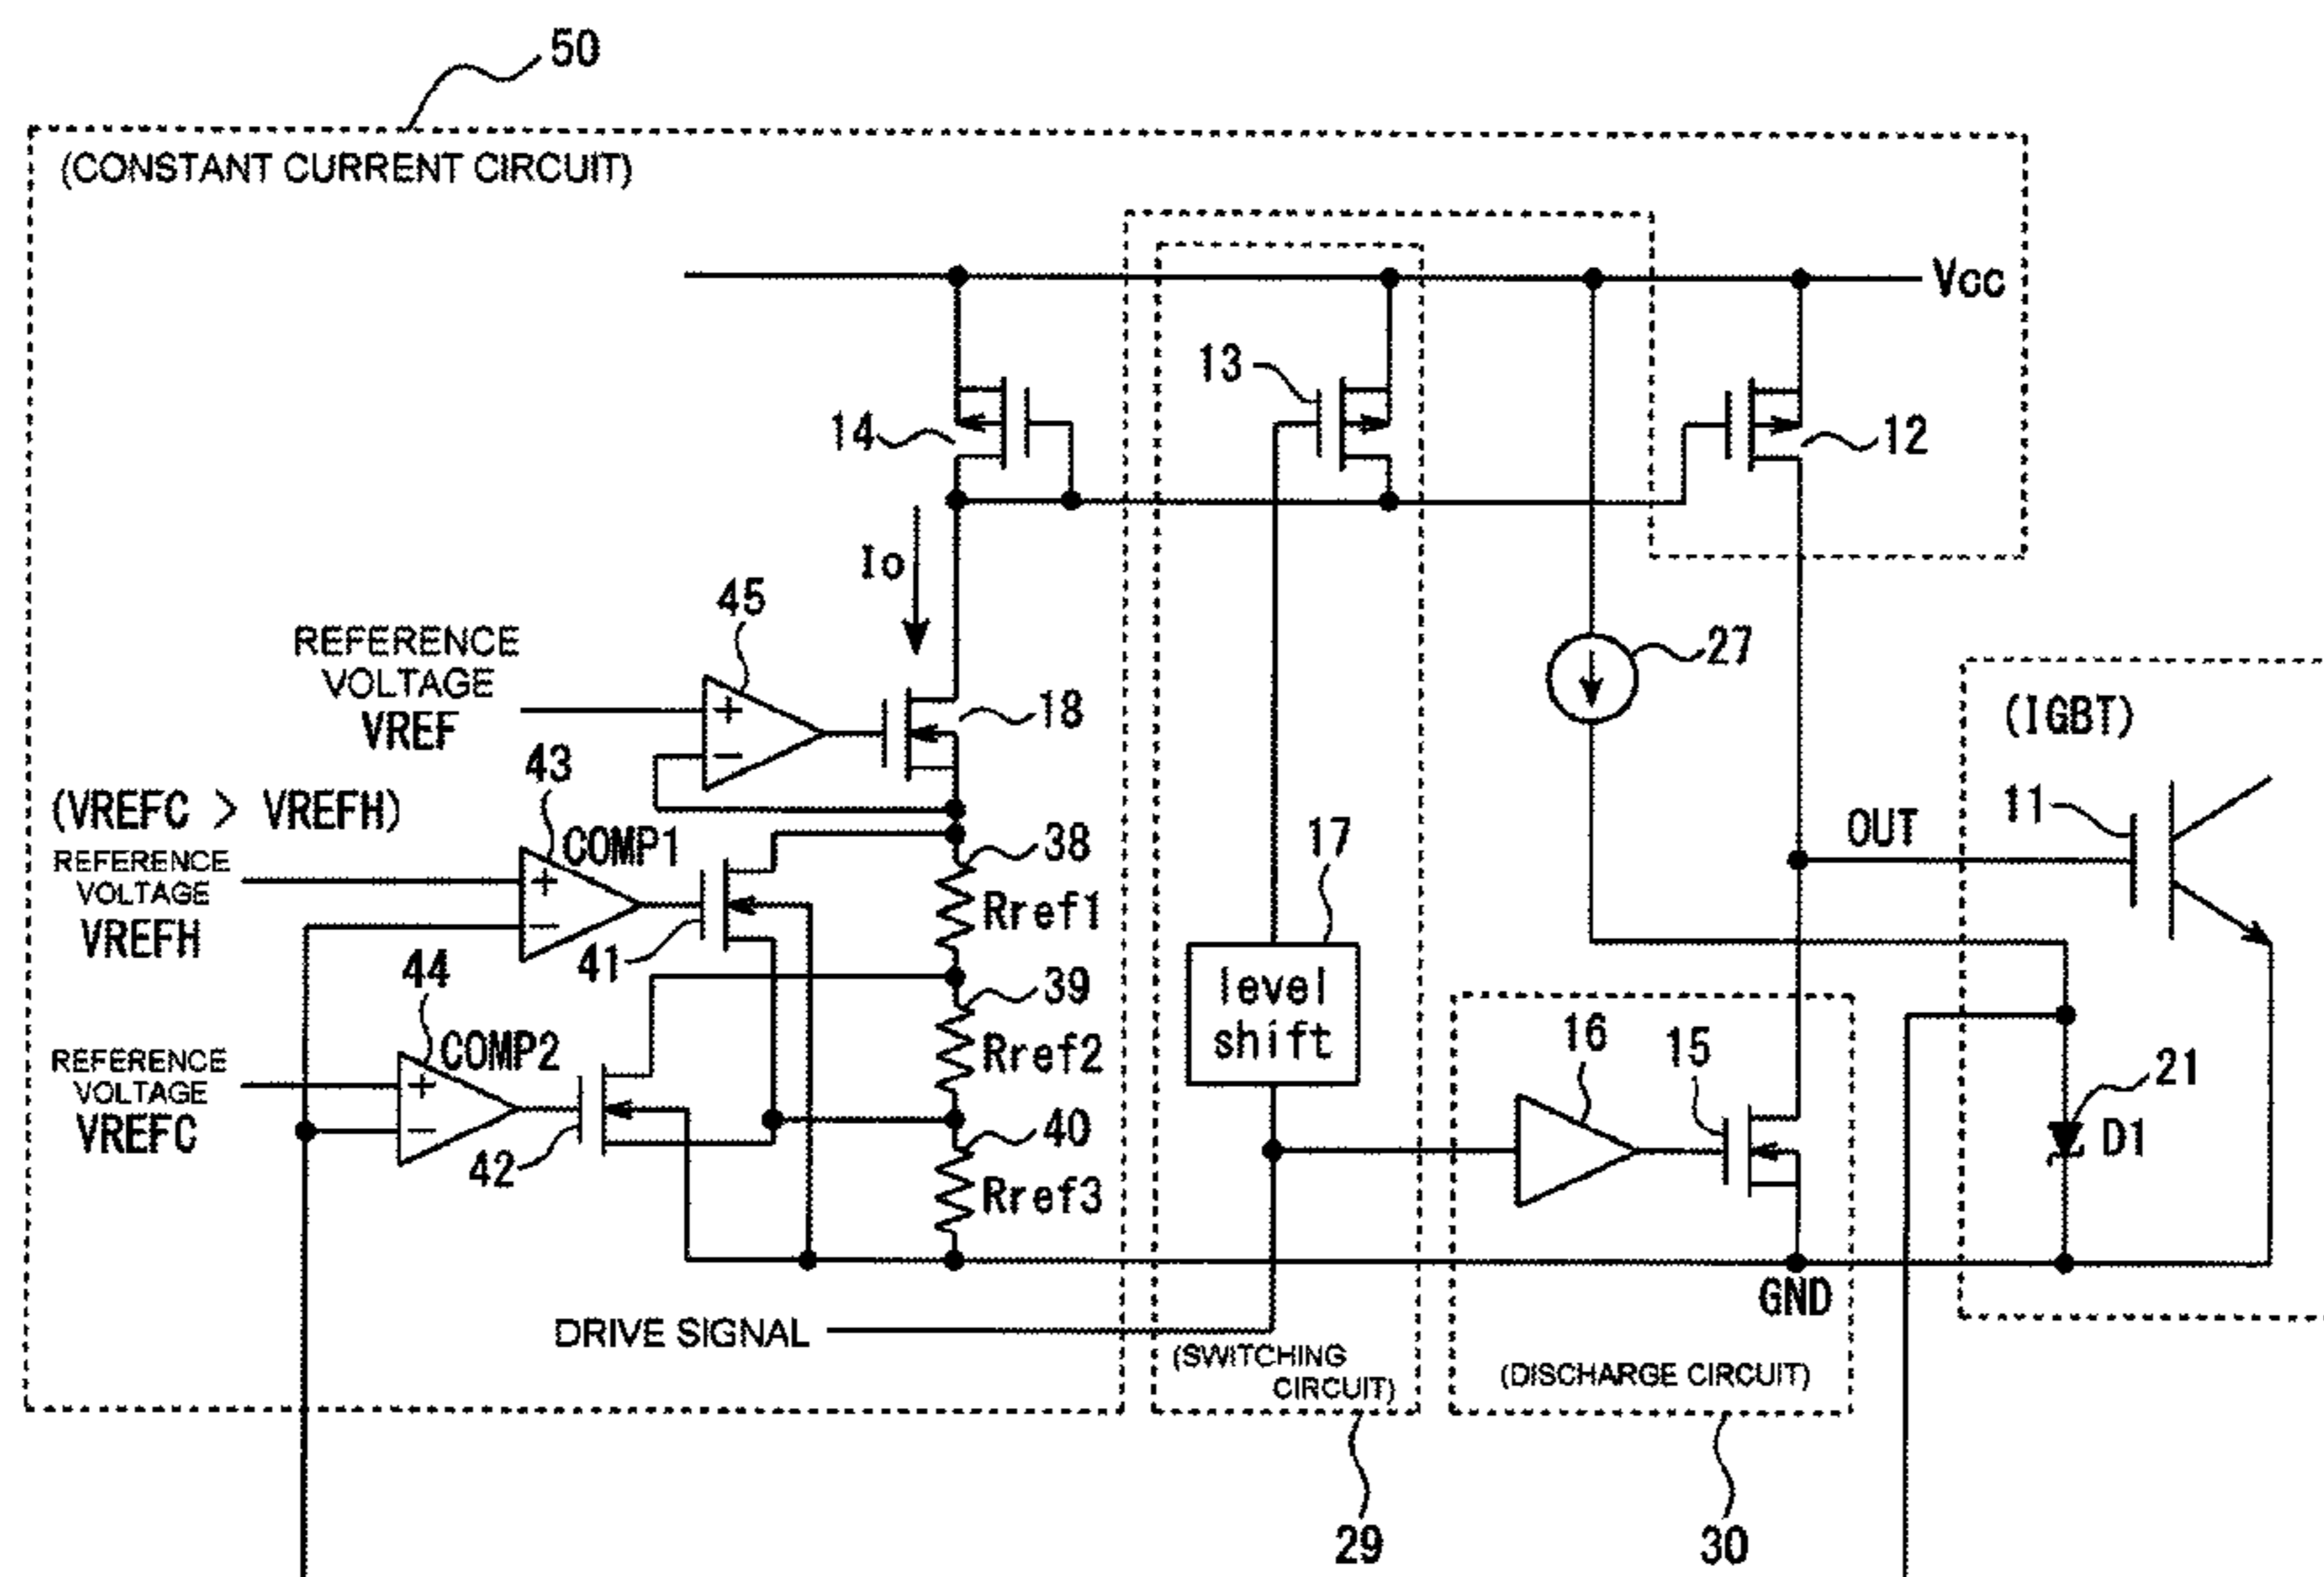 50
(CONSTANT CURRENT CIRCUIT)
Vcc
13
14
12
Io
45
27
REFERENCE
VOLTAGE
VREF
+
−
18
(IGBT)
43
(VREFC > VREFH)
COMP1
11
OUT
REFERENCE
VOLTAGE
VREFH
+
−
38
Rref1
17
41
44
39
level
shift
Rref2
16
15
COMP2
REFERENCE
VOLTAGE
VREFC
+
−
21
D1
42
40
Rref3
GND
DRIVE SIGNAL
(SWITCHING
CIRCUIT)
(DISCHARGE CIRCUIT)
29
30